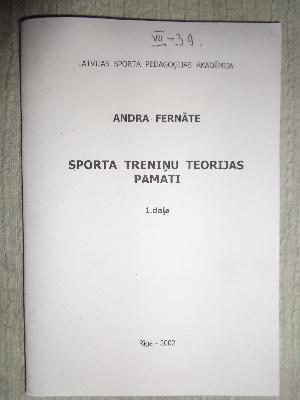 VII-39.
LATVIJAS SPORTA PEDAGOĢIJAS AKADĒMIJA
ANDRA FERNĀTE
SPORTA TRENIŅU TEORIJAS
PAMATI
1.daļa
Rīga - 2002